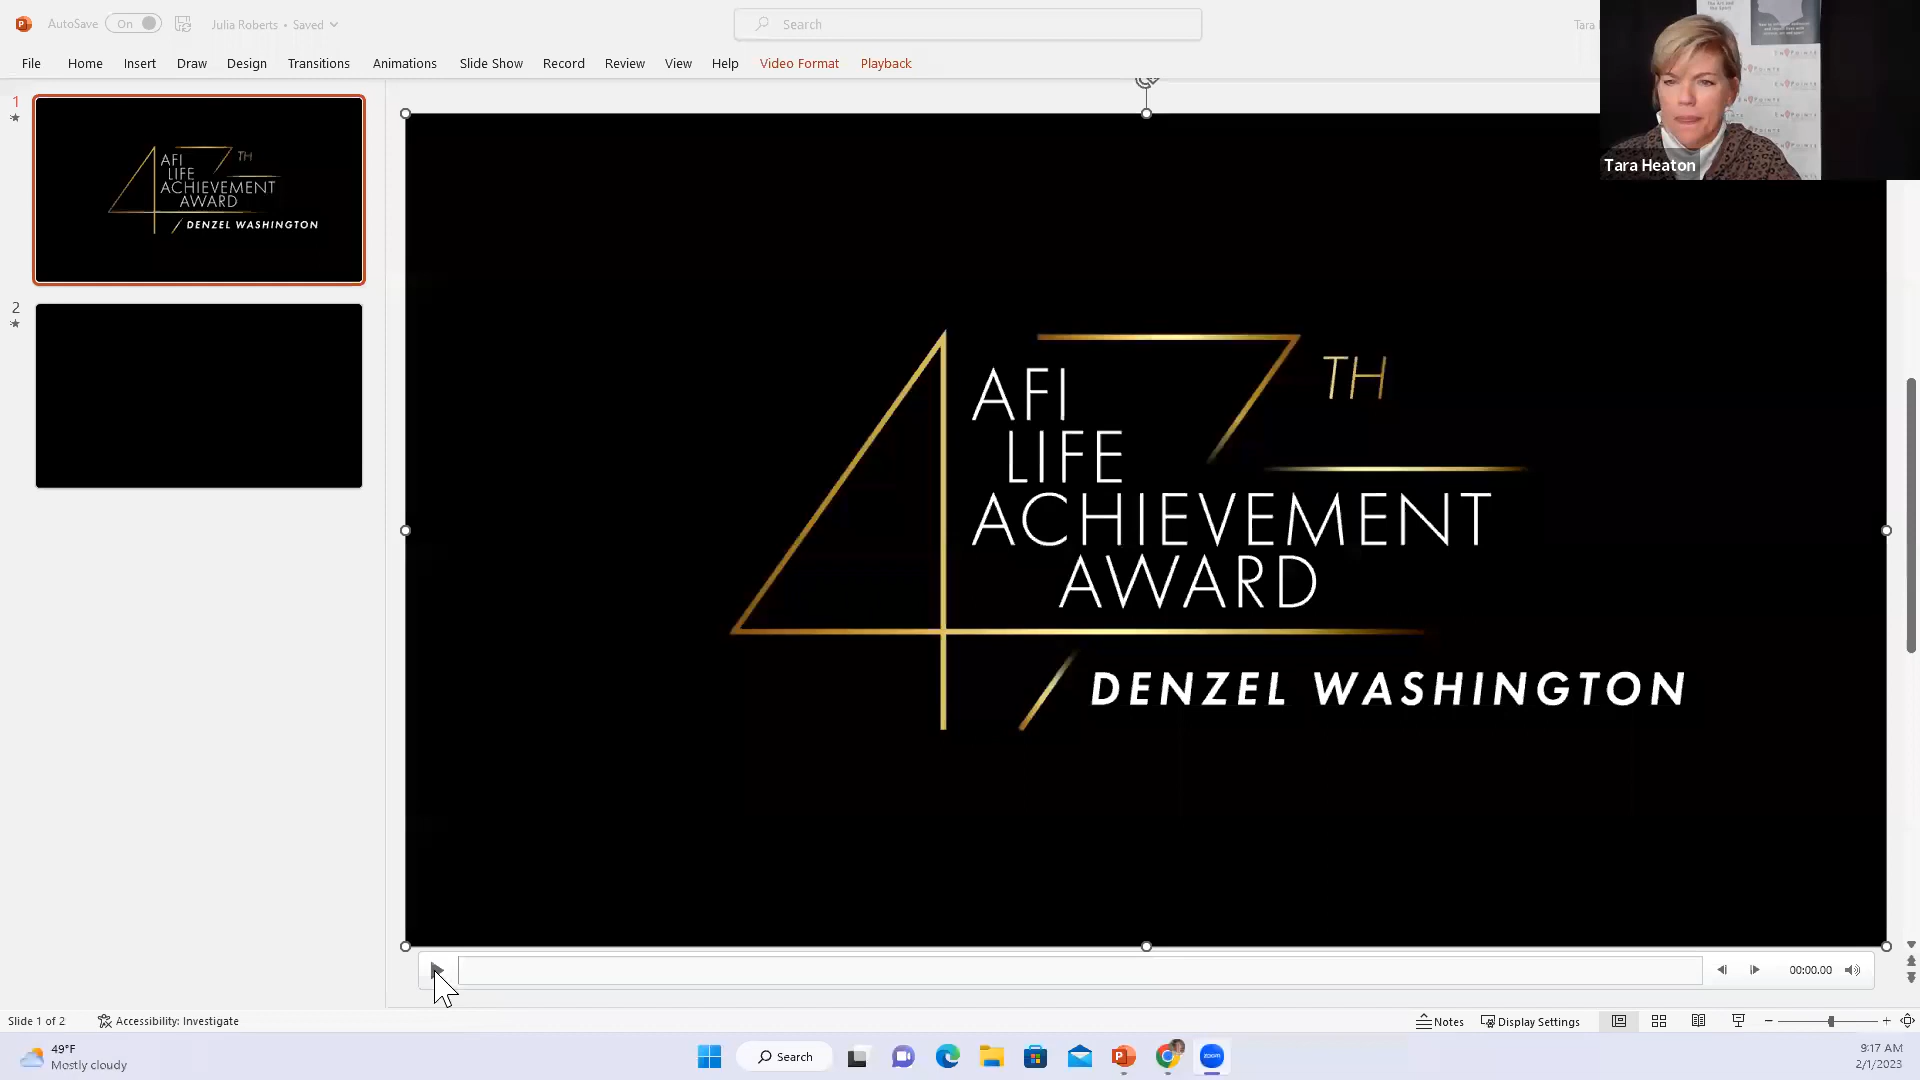 AutoSave On Julia Roberts • Saved
Search
Tara
File Home Insert Draw Design Transitions Animations Slide Show Record Review View Help Video Format Playback
Tara Heaton
1
AFI TH
LIFE
ACHIEVEMENT
AWARD
DENZEL WASHINGTON
2
TH
AFI
LIFE
ACHIEVEMENT
AWARD
DENZEL WASHINGTON
00:00.00
Slide 1 of 2 Accessibility: Investigate Notes Display Settings
49°F
Mostly cloudy
Search
zoom
9:17 AM
2/1/2023